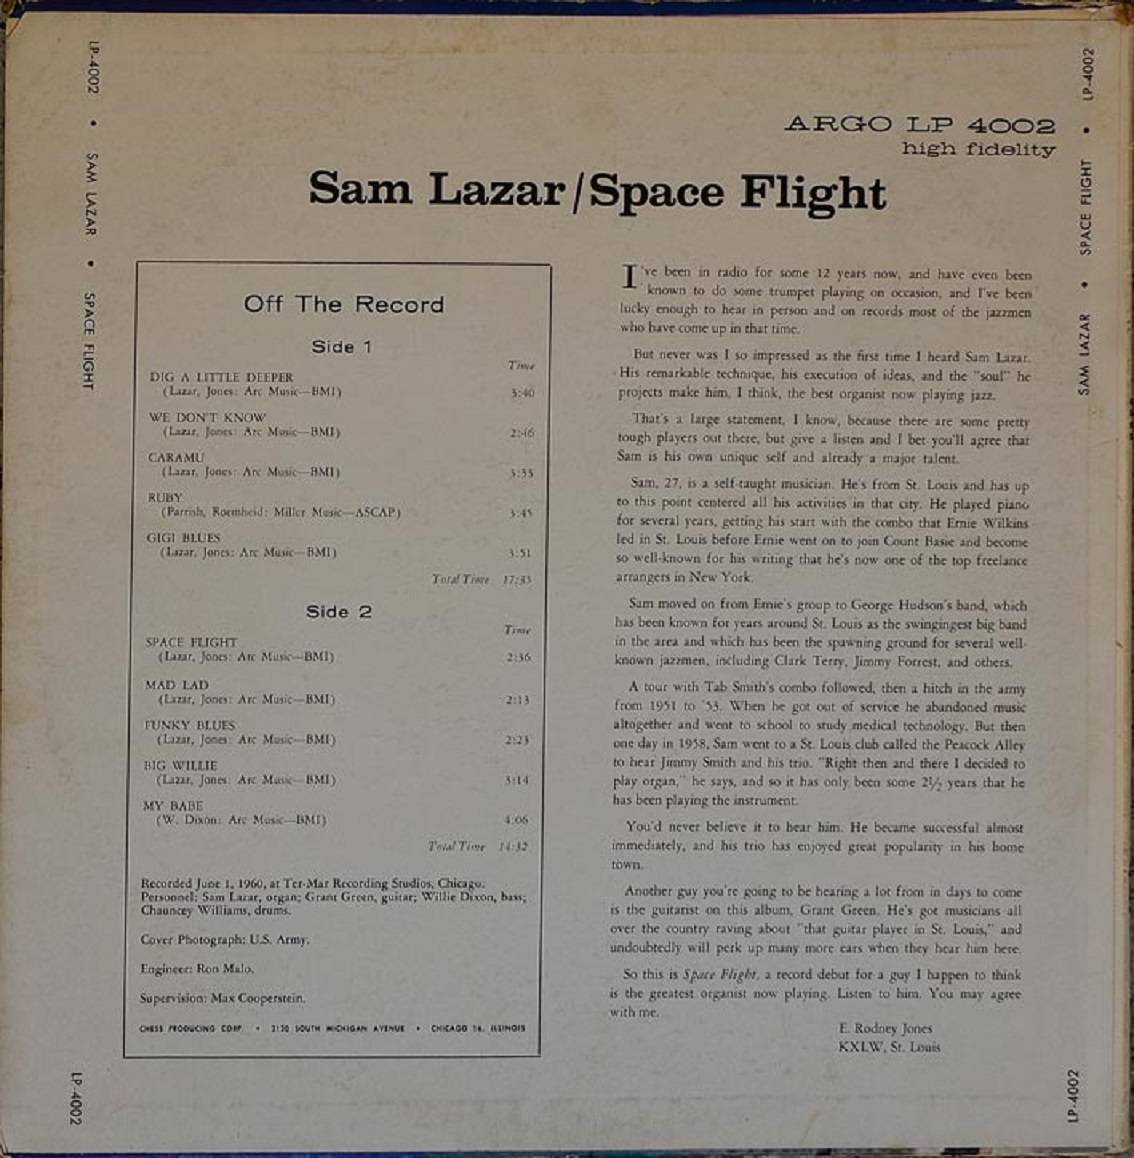 LP-4002 • SAM LAZAR • SPACE FLIGHT
LP-4002
ARGO LP 4002
high fidelity
Sam Lazar/Space Flight
Off The Record
Side 1
Time
DIG A LITTLE DEEPER
(Lazar, Jones: Arc Music—BMI) 3:40
WE DON'T KNOW
(Lazar, Jones: Arc Music—BMI) 2:46
CARAMU
(Lazar, Jones: Arc Music—BMI) 3:33
RUBY
(Parrish, Roemheid: Miller Music—ASCAP) 3:45
GIGI BLUES
(Lazar, Jones: Arc Music—BMI) 3:51
Total Time 17:35
Side 2
Time
SPACE FLIGHT
(Lazar, Jones: Arc Music—BMI) 2:36
MAD LAD
(Lazar, Jones: Arc Music—BMI) 2:13
FUNKY BLUES
(Lazar, Jones: Arc Music—BMI) 2:23
BIG WILLIE
(Lazar, Jones: Arc Music—BMI) 3:14
MY BABE
(W. Dixon: Arc Music—BMI) 4:06
Total Time 14:32
Recorded June 1, 1960, at Ter-Mar Recording Studios, Chicago.
Personnel: Sam Lazar, organ; Grant Green, guitar; Willie Dixon, bass;
Chauncey Williams, drums.
Cover Photograph: U.S. Army.
Engineer: Ron Malo.
Supervision: Max Cooperstein.
CHESS PRODUCING CORP. • 2120 SOUTH MICHIGAN AVENUE • CHICAGO 16, ILLINOIS
I've been in radio for some 12 years now, and have even been
known to do some trumpet playing on occasion, and I've been
lucky enough to hear in person and on records most of the jazzmen
who have come up in that time.
But never was I so impressed as the first time I heard Sam Lazar.
His remarkable technique, his execution of ideas, and the "soul" he
projects make him, I think, the best organist now playing jazz.
That's a large statement, I know, because there are some pretty
tough players out there, but give a listen and I bet you'll agree that
Sam is his own unique self and already a major talent.
Sam, 27, is a self-taught musician. He's from St. Louis and has up
to this point centered all his activities in that city. He played piano
for several years, getting his start with the combo that Ernie Wilkins
led in St. Louis before Ernie went on to join Count Basie and become
so well-known for his writing that he's now one of the top freelance
arrangers in New York.
Sam moved on from Ernie's group to George Hudson's band, which
has been known for years around St. Louis as the swingingest big band
in the area and which has been the spawning ground for several well-
known jazzmen, including Clark Terry, Jimmy Forrest, and others.
A tour with Tab Smith's combo followed, then a hitch in the army
from 1951 to '53. When he got out of service he abandoned music
altogether and went to school to study medical technology. But then
one day in 1958, Sam went to a St. Louis club called the Peacock Alley
to hear Jimmy Smith and his trio. "Right then and there I decided to
play organ," he says, and so it has only been some 2½ years that he
has been playing the instrument.
You'd never believe it to hear him. He became successful almost
immediately, and his trio has enjoyed great popularity in his home
town.
Another guy you're going to be hearing a lot from in days to come
is the guitarist on this album, Grant Green. He's got musicians all
over the country raving about "that guitar player in St. Louis," and
undoubtedly will perk up many more ears when they hear him here.
So this is Space Flight, a record debut for a guy I happen to think
is the greatest organist now playing. Listen to him. You may agree
with me.
E. Rodney Jones
KXLW, St. Louis
SAM LAZAR • SPACE FLIGHT • LP-4002
LP-4002